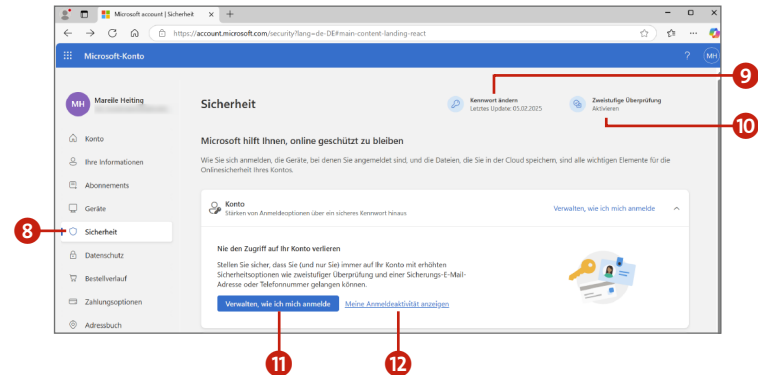 Microsoft account | Sicherheit
https://account.microsoft.com/security?lang=de-DE#main-content-landing-react
Microsoft-Konto
?
MH
9
MH
Mareile Heiting
Sicherheit
Kennwort ändern
Letztes Update: 05.02.2025
Zweistufige Überprüfung
Aktivieren
10
Konto
Ihre Informationen
Abonnements
Geräte
8
Sicherheit
Datenschutz
Bestellverlauf
Zahlungsoptionen
Adressbuch
Microsoft hilft Ihnen, online geschützt zu bleiben
Wie Sie sich anmelden, die Geräte, bei denen Sie angemeldet sind, und die Dateien, die Sie in der Cloud speichern, sind alle wichtigen Elemente für die
Onlinesicherheit Ihres Kontos.
Konto
Stärken von Anmeldeoptionen über ein sicheres Kennwort hinaus
Verwalten, wie ich mich anmelde
Nie den Zugriff auf Ihr Konto verlieren
Stellen Sie sicher, dass Sie (und nur Sie) immer auf Ihr Konto mit erhöhten
Sicherheitsoptionen wie zweistufiger Überprüfung und einer Sicherungs-E-Mail-
Adresse oder Telefonnummer gelangen können.
Verwalten, wie ich mich anmelde
Meine Anmeldeaktivität anzeigen
11
12